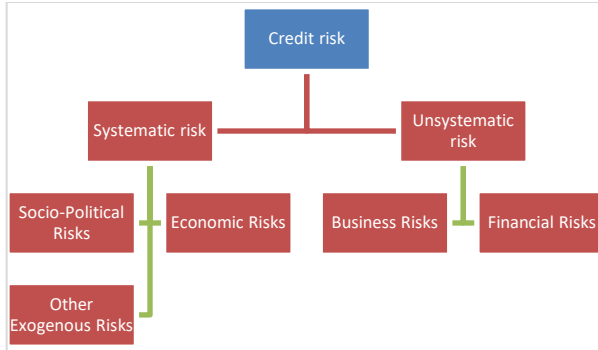 Credit risk
Systematic risk
Unsystematic
risk
Socio-Political
Risks
Economic Risks
Business Risks
Financial Risks
Other
Exogenous Risks